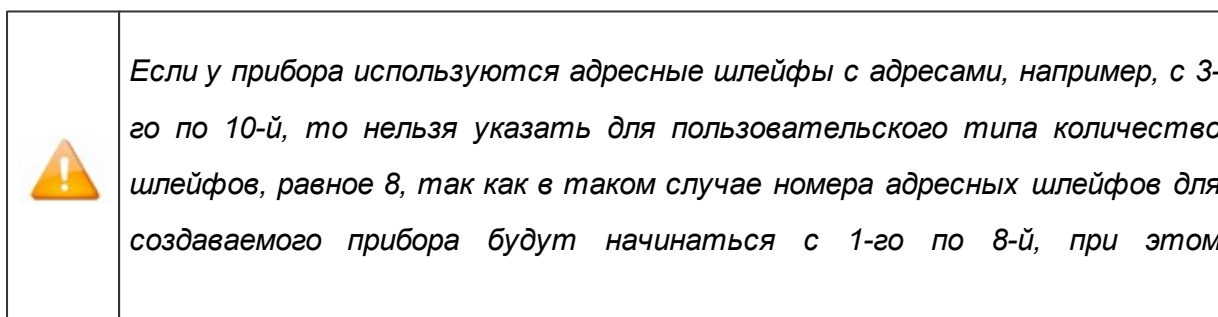 Если у прибора используются адресные шлейфы с адресами, например, с 3-
го по 10-й, то нельзя указать для пользовательского типа количество
шлейфов, равное 8, так как в таком случае номера адресных шлейфов для
создаваемого прибора будут начинаться с 1-го по 8-й, при этом